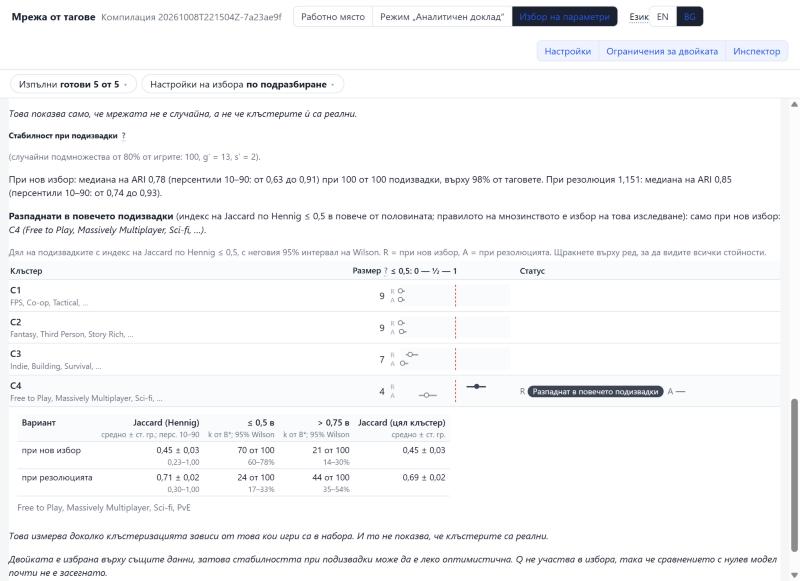 Мрежа от тагове Компилация 20261008T221504Z-7a23ae9f Работно място Режим „Аналитичен доклад“ Избор на параметри Език EN BG
Настройки Ограничения за двойката Инспектор
Изпълни готови 5 от 5 Настройки на избора по подразбиране
Това показва само, че мрежата не е случайна, а не че клъстерите ѝ са реални.
Стабилност при подизвадки ?
(случайни подмножества от 80% от игрите: 100, g′ = 13, s′ = 2).
При нов избор: медиана на ARI 0,78 (персентили 10–90: от 0,63 до 0,91) при 100 от 100 подизвадки, върху 98% от таговете. При резолюция 1,151: медиана на ARI 0,85
(персентили 10–90: от 0,74 до 0,93).
Разпаднати в повечето подизвадки (индекс на Jaccard по Hennig ≤ 0,5 в повече от половината; правилото на мнозинството е избор на това изследване): само при нов избор:
C4 (Free to Play, Massively Multiplayer, Sci-fi, …).
Дял на подизвадките с индекс на Jaccard по Hennig ≤ 0,5, с неговия 95% интервал на Wilson. R = при нов избор, A = при резолюцията. Щракнете върху ред, за да видите всички стойности.
Клъстер Размер ? ≤ 0,5: 0 — ½ — 1 Статус
C1
FPS, Co-op, Tactical, …
9 R A
C2
Fantasy, Third Person, Story Rich, …
9 R A
C3
Indie, Building, Survival, …
7 R A
C4
Free to Play, Massively Multiplayer, Sci-fi, …
4 R A R Разпаднат в повечето подизвадки A —
Вариант Jaccard (Hennig) ≤ 0,5 в > 0,75 в Jaccard (цял клъстер)
средно ± ст. гр.; перс. 10–90 k от B*; 95% Wilson k от B*; 95% Wilson средно ± ст. гр.
при нов избор 0,45 ± 0,03 70 от 100 21 от 100 0,45 ± 0,03
0,23–1,00 60–78% 14–30%
при резолюцията 0,71 ± 0,02 24 от 100 44 от 100 0,69 ± 0,02
0,30–1,00 17–33% 35–54%
Free to Play, Massively Multiplayer, Sci-fi, PvE
Това измерва доколко клъстеризацията зависи от това кои игри са в набора. И то не показва, че клъстерите са реални.
Двойката е избрана върху същите данни, затова стабилността при подизвадки може да е леко оптимистична. Q не участва в избора, така че сравнението с нулев модел
почти не е засегнато.